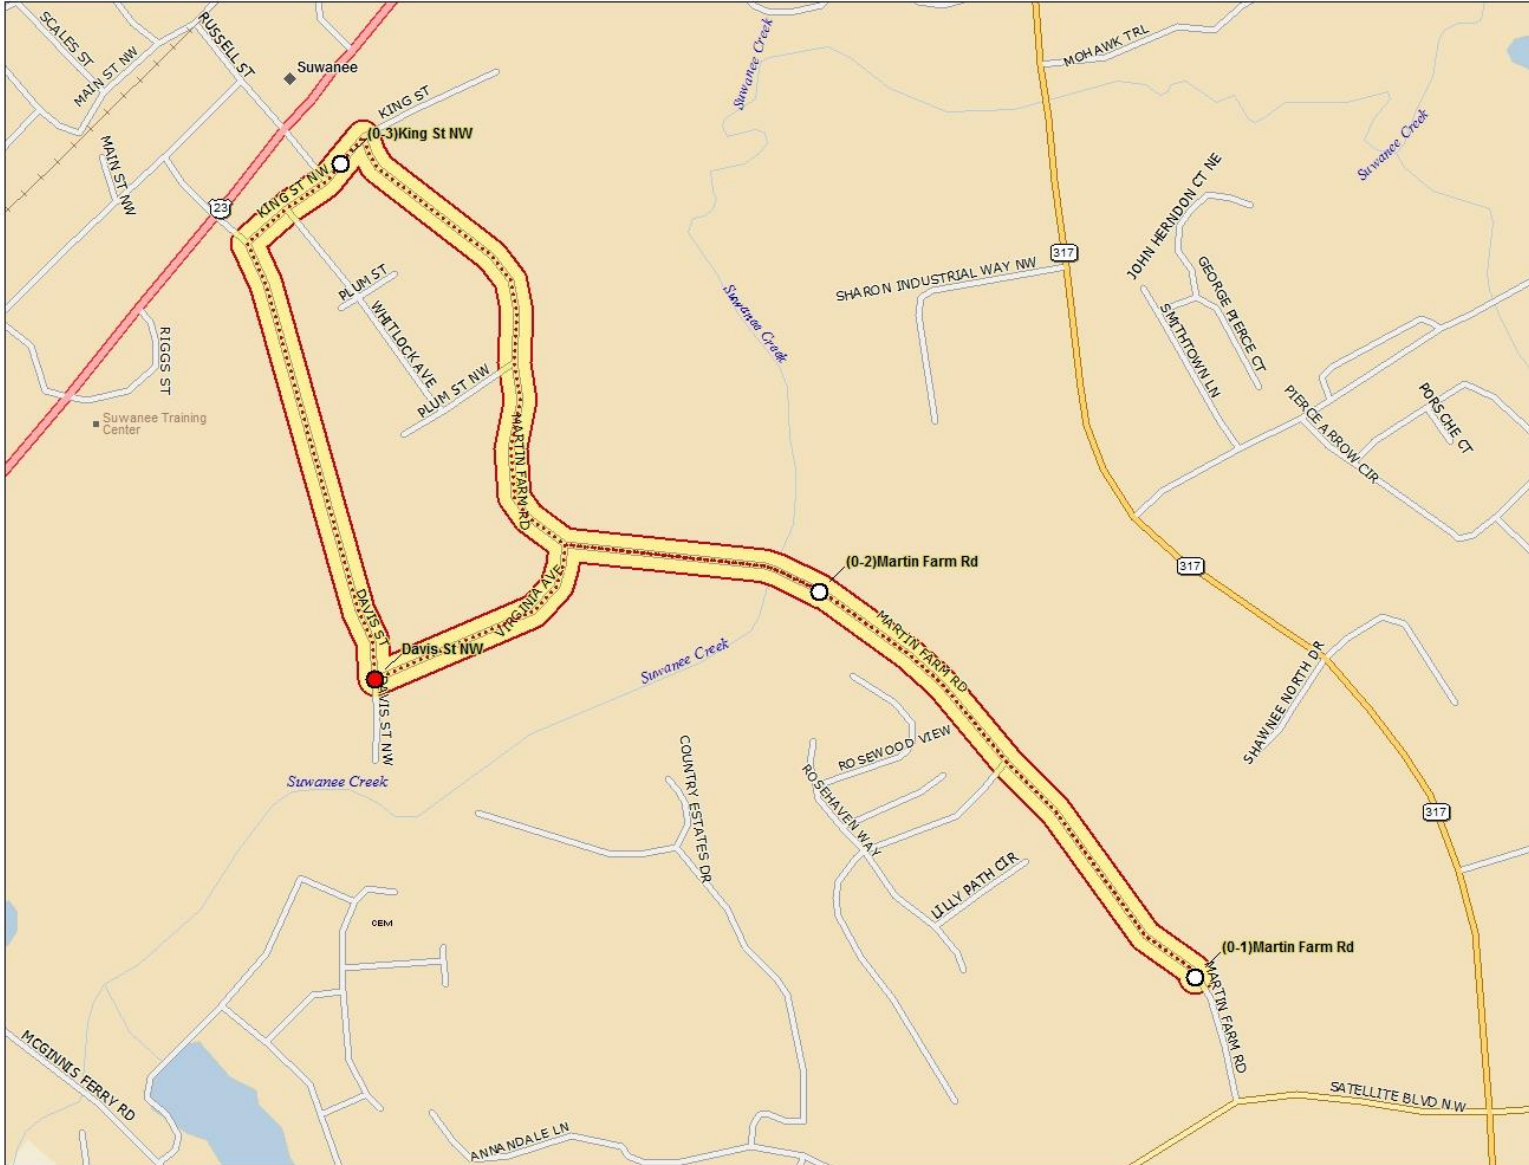 SCALES ST
MAIN ST NW
RUSSELL ST
Suwanee
KING ST
(0-3)King St NW
KING ST NW
MAIN ST NW
23
Suwanee Creek
MOHAWK TRL
Suwanee Creek
317
SHARON INDUSTRIAL WAY NW
JOHN HERNDON CT NE
GEORGE PIERCE CT
SMITHTOWN LN
PLUM ST
WHITLOCK AVE
PLUM ST NW
Suwanee Creek
RIGGS ST
Suwanee Training
Center
PIERCE ARROW CIR
PORSCHE CT
MARTIN FARM RD
317
(0-2)Martin Farm Rd
VIRGINIA AVE
DAVIS ST
Davis St NW
DAVIS ST NW
Suwanee Creek
MARTIN FARM RD
SHAWNEE NORTH DR
Suwanee Creek
ROSEWOOD VIEW
ROSEHAVEN WAY
COUNTRY ESTATES DR
317
LILLY PATH CIR
CEM
(0-1)Martin Farm Rd
MARTIN FARM RD
MCGINNIS FERRY RD
SATELLITE BLVD NW
ANNANDALE LN